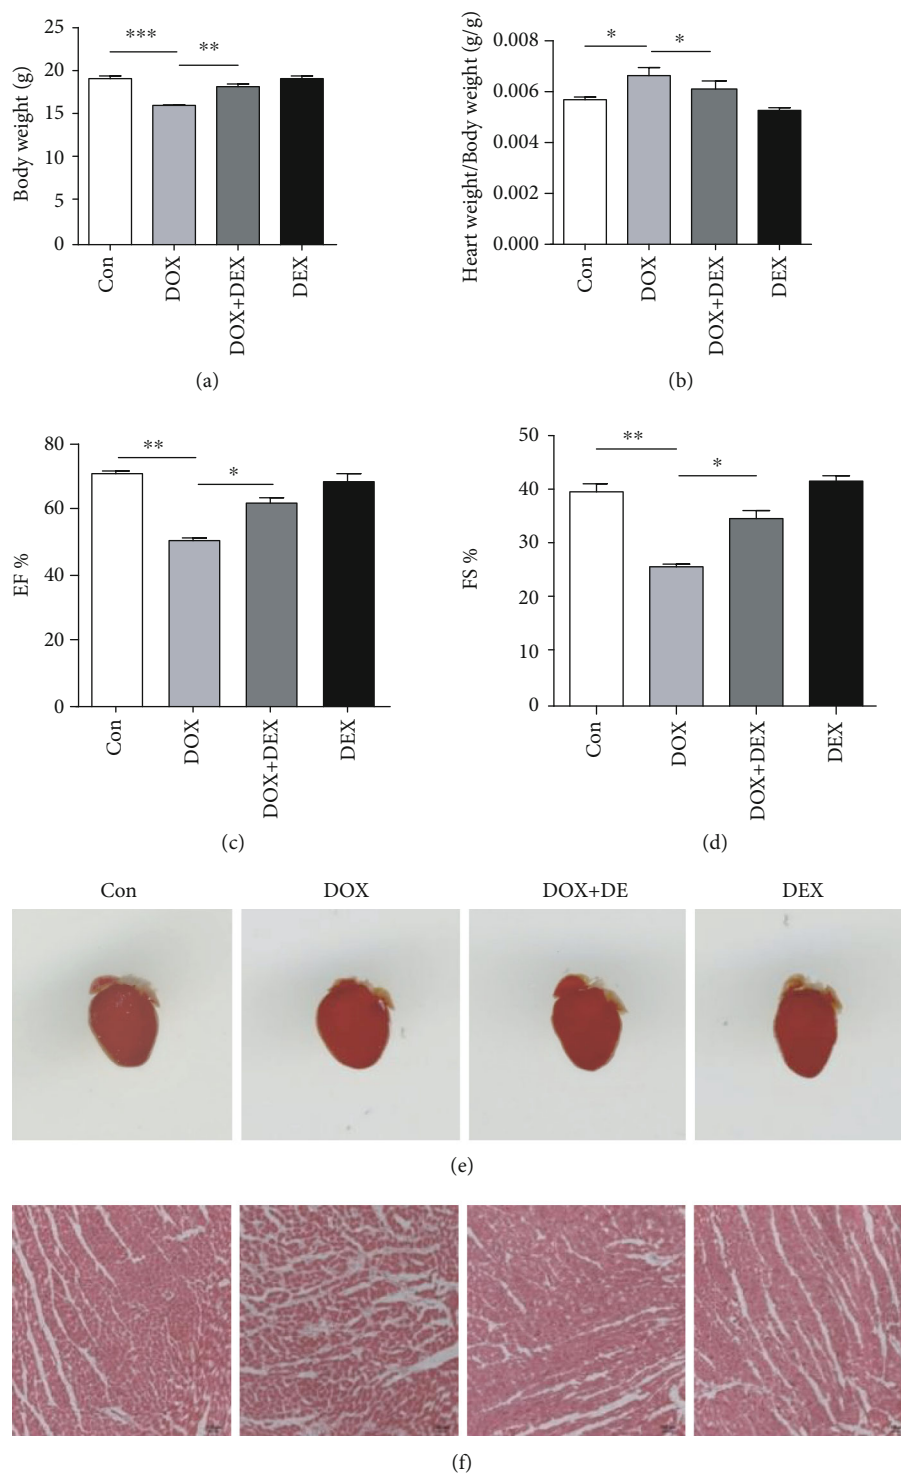 25
20
15
10
5
0
Body weight (g)
***
**
Con
DOX
DOX+DEX
DEX
(a)
0.008
0.006
0.004
0.002
0.000
Heart weight/Body weight (g/g)
*
*
Con
DOX
DOX+DEX
DEX
(b)
80
60
40
20
0
EF %
**
*
Con
DOX
DOX+DEX
DEX
(c)
50
40
30
20
10
0
FS %
**
*
Con
DOX
DOX+DEX
DEX
(d)
Con DOX DOX+DE DEX
(e)
(f)